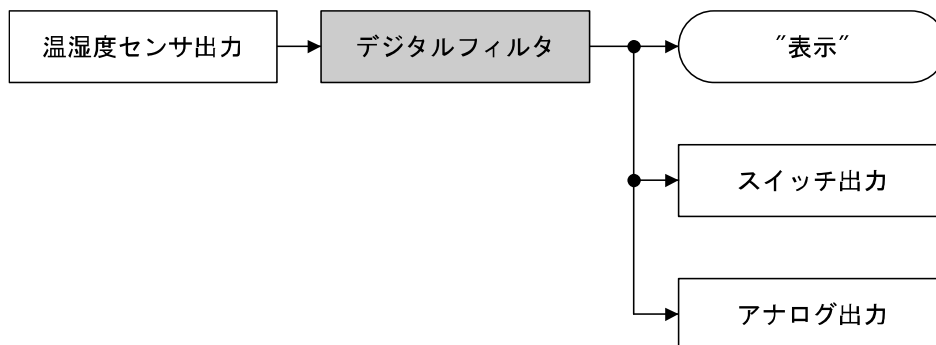 温湿度センサ出力
デジタルフィルタ
″表示″
スイッチ出力
アナログ出力